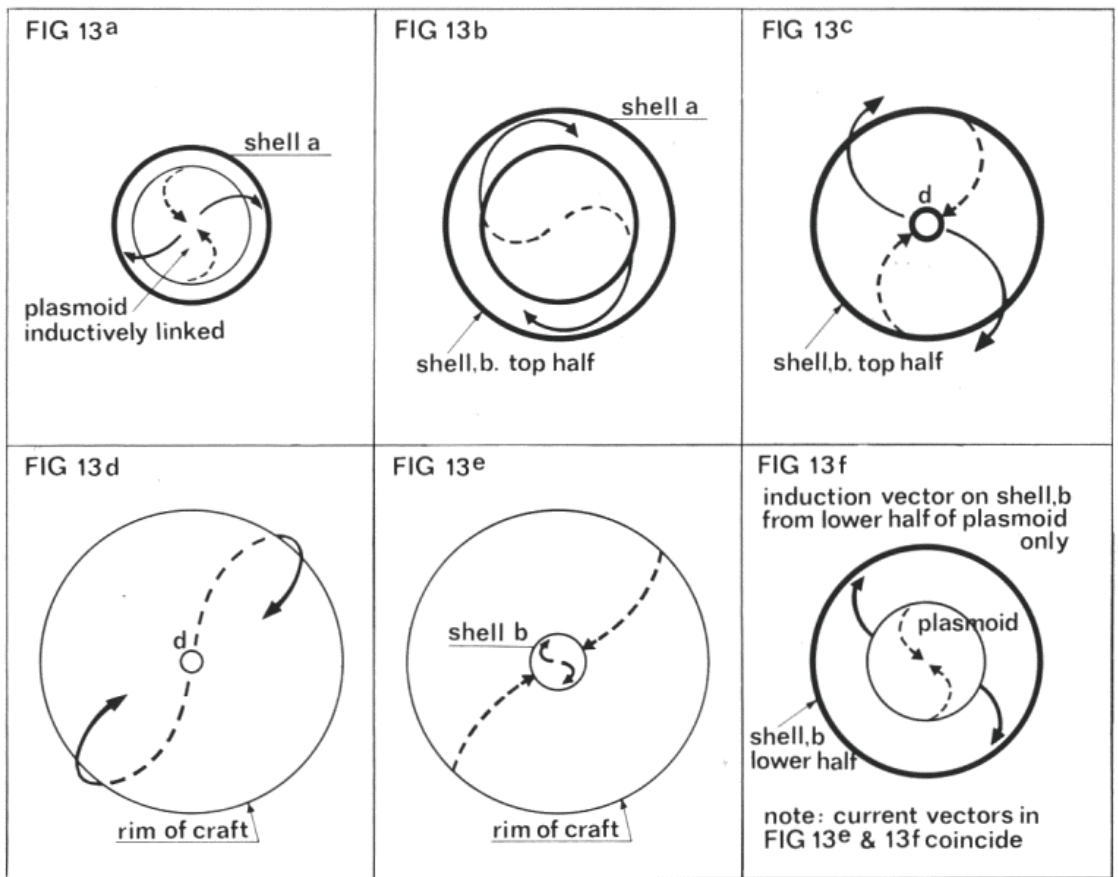 FIG 13a
shell a
plasmoid
inductively linked
FIG 13b
shell a
shell,b. top half
FIG 13c
d
shell,b. top half
FIG 13d
d
rim of craft
FIG 13e
shell b
rim of craft
FIG 13f
induction vector on shell,b
from lower half of plasmoid
only
plasmoid
shell,b
lower half
note: current vectors in
FIG 13e & 13f coincide